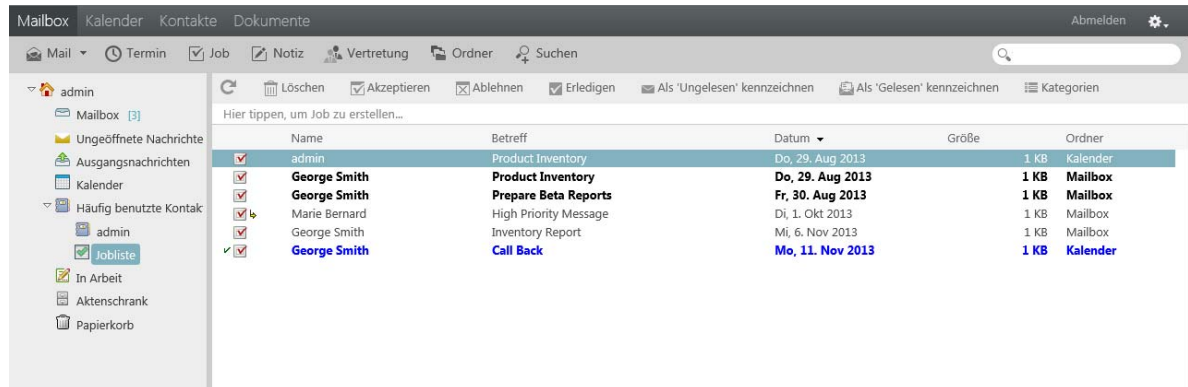 Mailbox Kalender Kontakte Dokumente Abmelden
Mail Termin Job Notiz Vertretung Ordner Suchen
admin
Mailbox [3]
Ungeöffnete Nachrichte
Ausgangsnachrichten
Kalender
Häufig benutzte Kontak
admin
Jobliste
In Arbeit
Aktenschrank
Papierkorb
Löschen Akzeptieren Ablehnen Erledigen Als 'Ungelesen' kennzeichnen Als 'Gelesen' kennzeichnen Kategorien
Hier tippen, um Job zu erstellen...
Name Betreff Datum Größe Ordner
admin Product Inventory Do, 29. Aug 2013 1 KB Kalender
George Smith Product Inventory Do, 29. Aug 2013 1 KB Mailbox
George Smith Prepare Beta Reports Fr, 30. Aug 2013 1 KB Mailbox
Marie Bernard High Priority Message Di, 1. Okt 2013 1 KB Mailbox
George Smith Inventory Report Mi, 6. Nov 2013 1 KB Mailbox
George Smith Call Back Mo, 11. Nov 2013 1 KB Kalender